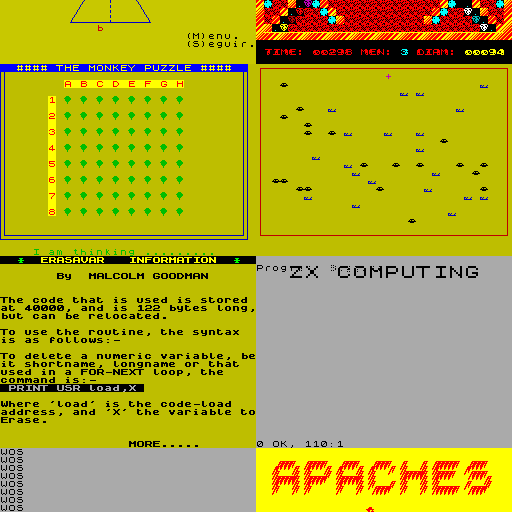 b
(M)enu.
(S)eguir.
TIME: 00296 MEN: 3 DIAM: 00094
#### THE MONKEY PUZZLE ####
A B C D E F G H
1
2
3
4
5
6
7
8
I am thinking .........
* ERASAVAR INFORMATION *
By MALCOLM GOODMAN
The code that is used is stored
at 40000, and is 122 bytes long,
but can be relocated.
To use the routine, the syntax
is as follows:-
To delete a numeric variable, be
it shortname, longname or that
used in a FOR-NEXT loop, the
command is:-
PRINT USR load,X
Where 'load' is the code-load
address, and 'X' the variable to
Erase.
MORE.....
ZX COMPUTING
0 OK, 110:1
WOS
WOS
WOS
WOS
WOS
WOS
WOS
WOS
APACHES